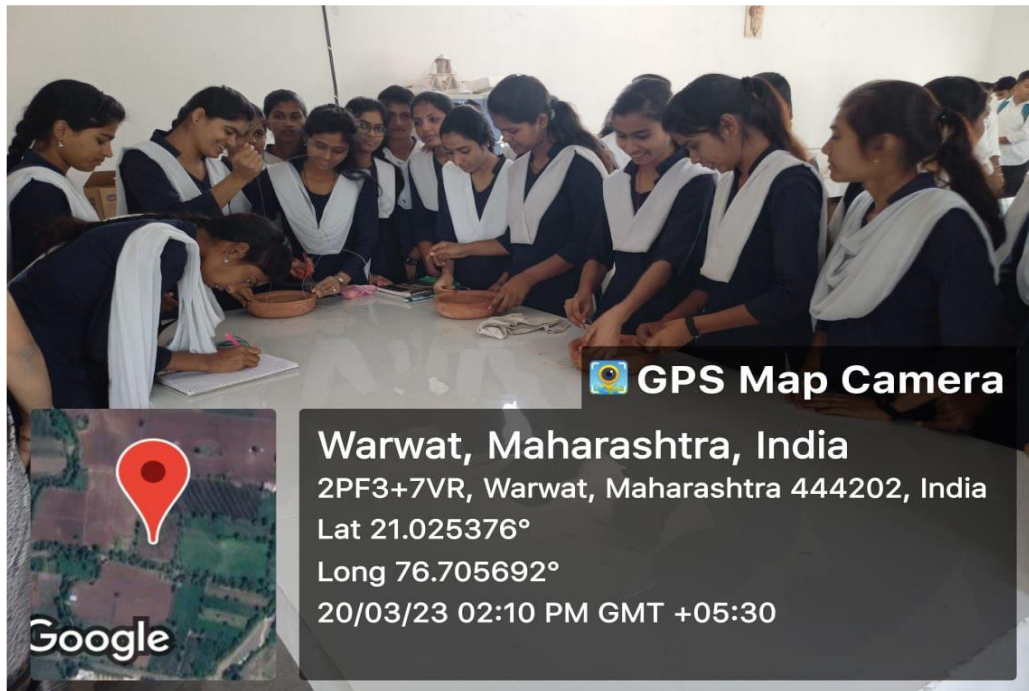 GPS Map Camera
Warwat, Maharashtra, India
2PF3+7VR, Warwat, Maharashtra 444202, India
Lat 21.025376°
Long 76.705692°
20/03/23 02:10 PM GMT +05:30
Google